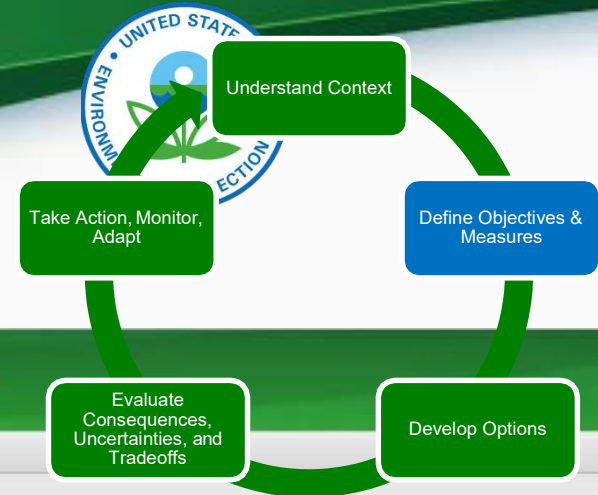 UNITED STATE
ENVIRONM
ECTION
Understand Context
Define Objectives &
Measures
Develop Options
Evaluate
Consequences,
Uncertainties, and
Tradeoffs
Take Action, Monitor,
Adapt